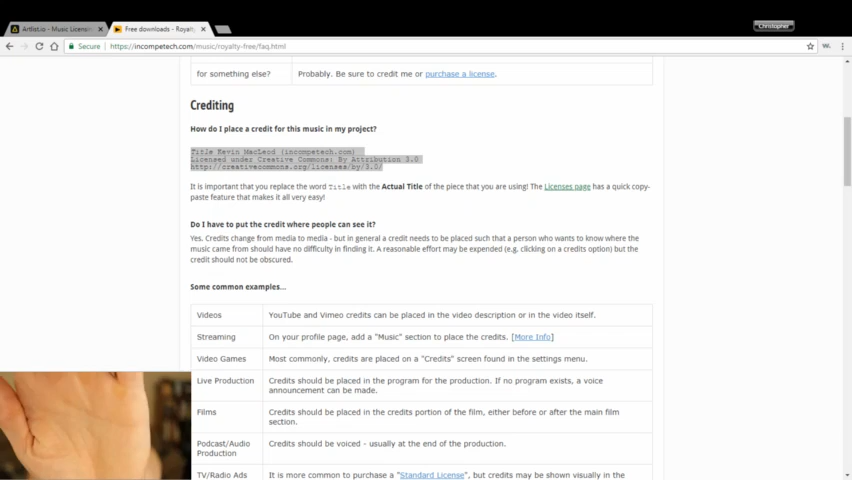 Artlist.io - Music Licensin
Free downloads - Royalty
Christopher
Secure
https://incompetech.com/music/royalty-free/faq.html
for something else?
Probably. Be sure to credit me or purchase a license.
Crediting
How do I place a credit for this music in my project?
Title Kevin MacLeod (incompetech.com)
Licensed under Creative Commons: By Attribution 3.0
http://creativecommons.org/licenses/by/3.0/
It is important that you replace the word Title with the Actual Title of the piece that you are using! The Licenses page has a quick copy-
paste feature that makes it all very easy!
Do I have to put the credit where people can see it?
Yes. Credits change from media to media - but in general a credit needs to be placed such that a person who wants to know where the
music came from should have no difficulty in finding it. A reasonable effort may be expended (e.g. clicking on a credits option) but the
credit should not be obscured.
Some common examples...
Videos
YouTube and Vimeo credits can be placed in the video description or in the video itself.
Streaming
On your profile page, add a "Music" section to place the credits. [More Info]
Video Games
Most commonly, credits are placed on a "Credits" screen found in the settings menu.
Live Production
Credits should be placed in the program for the production. If no program exists, a voice
announcement can be made.
Films
Credits should be placed in the credits portion of the film, either before or after the main film
section.
Podcast/Audio
Production
Credits should be voiced - usually at the end of the production.
TV/Radio Ads
It is more common to purchase a "Standard License", but credits may be shown visually in the